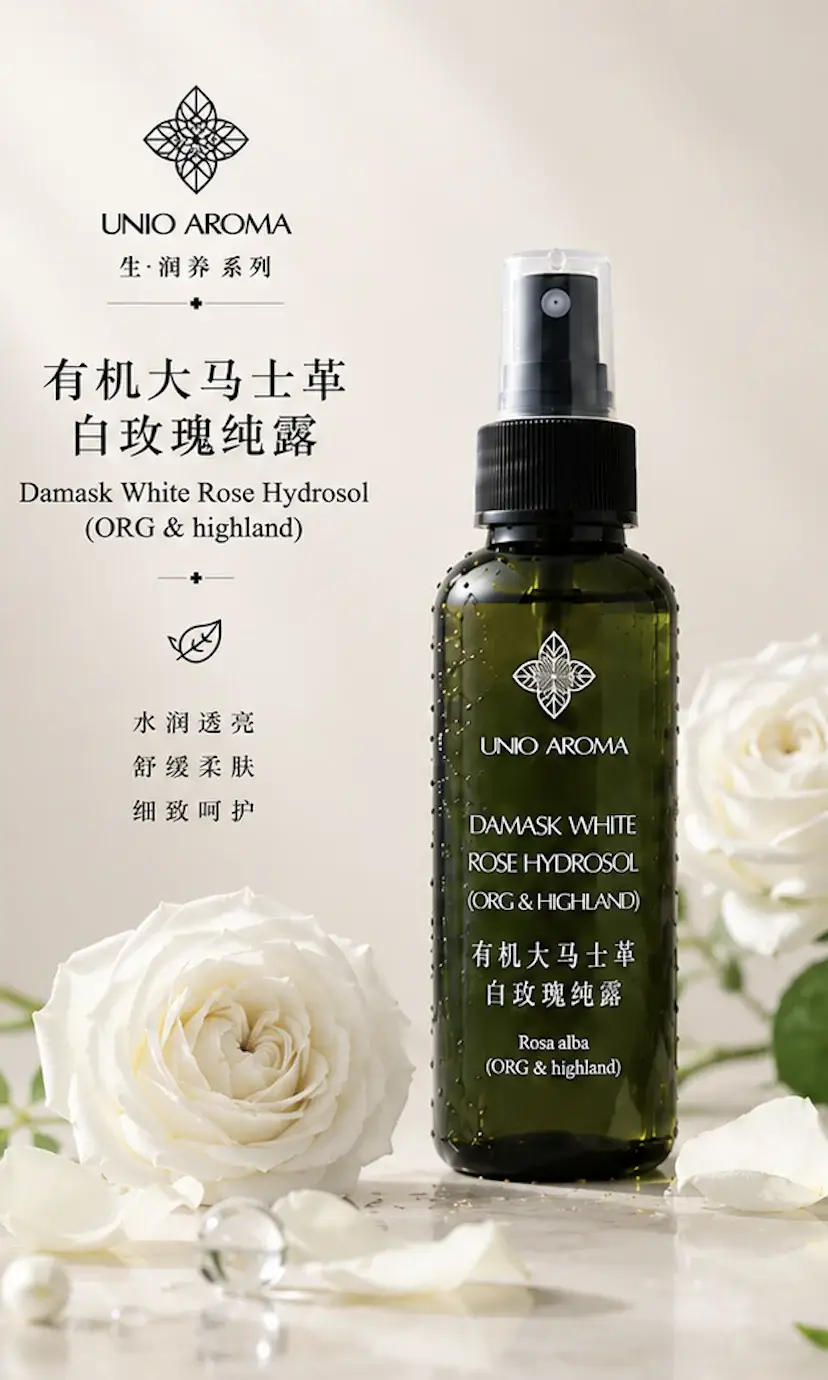 UNIO AROMA
生·润养 系列
有机大马士革
白玫瑰纯露
Damask White Rose Hydrosol
(ORG & highland)
水润透亮
舒缓柔肤
细致呵护
UNIO AROMA
DAMASK WHITE
ROSE HYDROSOL
(ORG & HIGHLAND)
有机大马士革
白玫瑰纯露
Rosa alba
(ORG & highland)